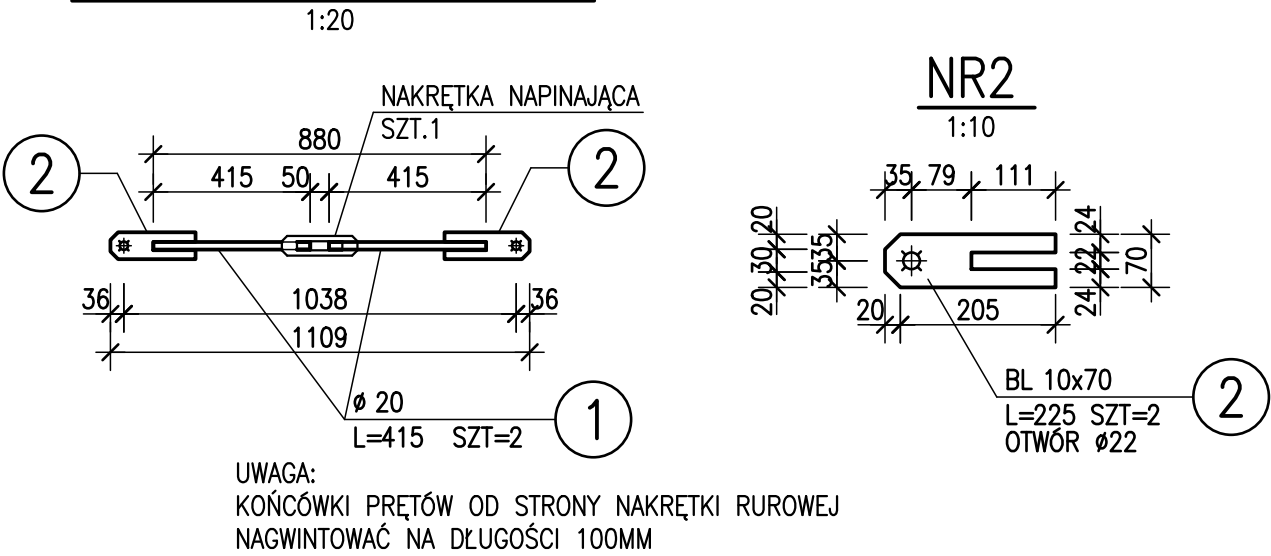 1:20
NAKRĘTKA NAPINAJĄCA
SZT.1
880
415 50 415
2
2
36 1038 36
1109
ø 20
L=415 SZT=2
1
UWAGA:
KOŃCÓWKI PRĘTÓW OD STRONY NAKRĘTKI RUROWEJ
NAGWINTOWAĆ NA DŁUGOŚCI 100MM
NR2
1:10
35 79 111
20 30 20
35 35
24 22 24
70
20 205
BL 10x70
L=225 SZT=2
OTWÓR ø22
2